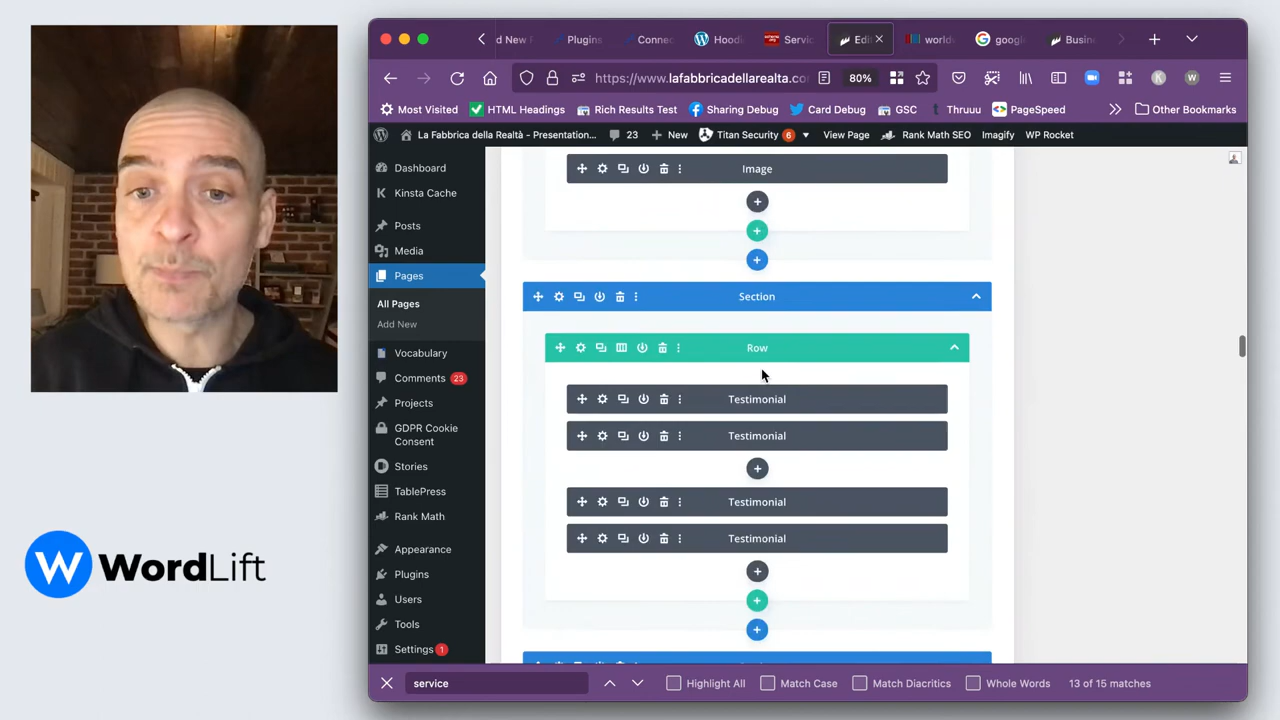 d New
Plugins
Connec
Hoodi
Servic
Edi
world
googl
Busin
https://www.lafabbricadellarealta.co
80%
K
W
Most Visited
HTML Headings
Rich Results Test
Sharing Debug
Card Debug
GSC
Thruuu
PageSpeed
Other Bookmarks
La Fabbrica della Realtà - Presentation...
23
New
Titan Security
6
View Page
Rank Math SEO
Imagify
WP Rocket
Dashboard
Kinsta Cache
Posts
Media
Pages
All Pages
Add New
Vocabulary
Comments 23
Projects
GDPR Cookie
Consent
Stories
TablePress
Rank Math
Appearance
Plugins
Users
Tools
Settings 1
Image
Section
Row
Testimonial
Testimonial
Testimonial
Testimonial
WordLift
service
Highlight All
Match Case
Match Diacritics
Whole Words
13 of 15 matches